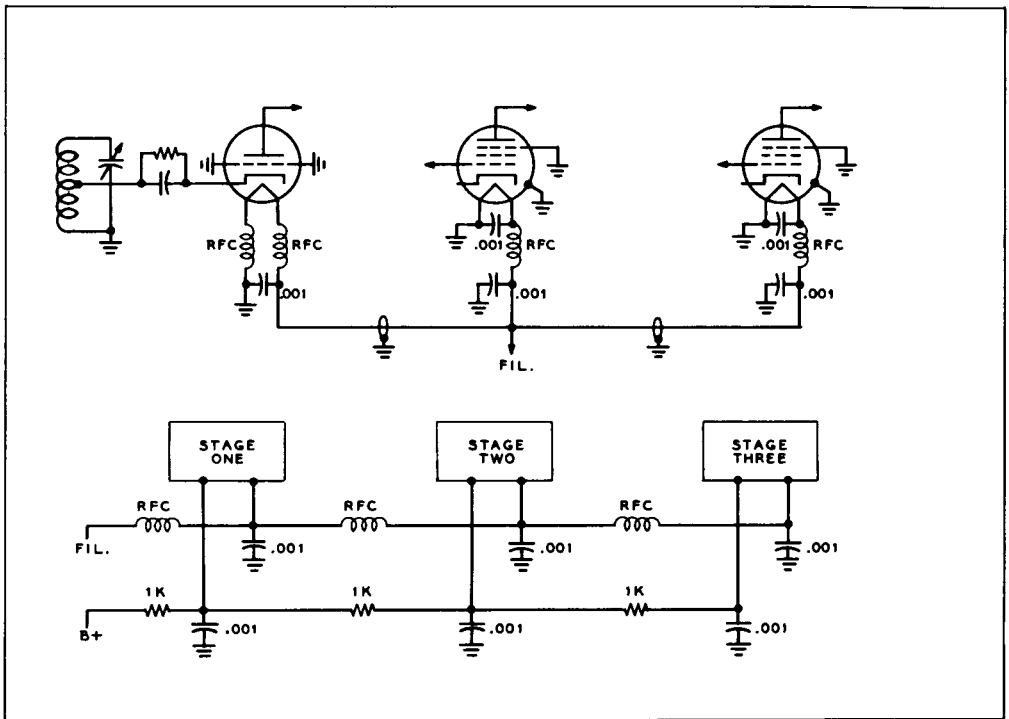 RFC RFC
.001
.001 RFC
.001
.001 RFC
.001
FIL.
STAGE
ONE
STAGE
TWO
STAGE
THREE
RFC
RFC
RFC
FIL.
.001
.001
.001
1K
1K
1K
B+
.001
.001
.001